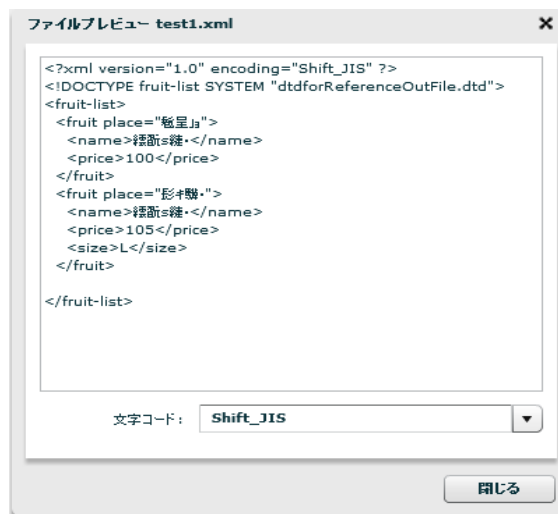 ファイルプレビュー test1.xml
<?xml version="1.0" encoding="Shift_JIS" ?>
<!DOCTYPE fruit-list SYSTEM "dtdforReferenceOutFile.dtd">
<fruit-list>
<fruit place="">
<name></name>
<price>100</price>
</fruit>
<fruit place="">
<name></name>
<price>105</price>
<size>L</size>
</fruit>
</fruit-list>
文字コード: Shift_JIS
閉じる